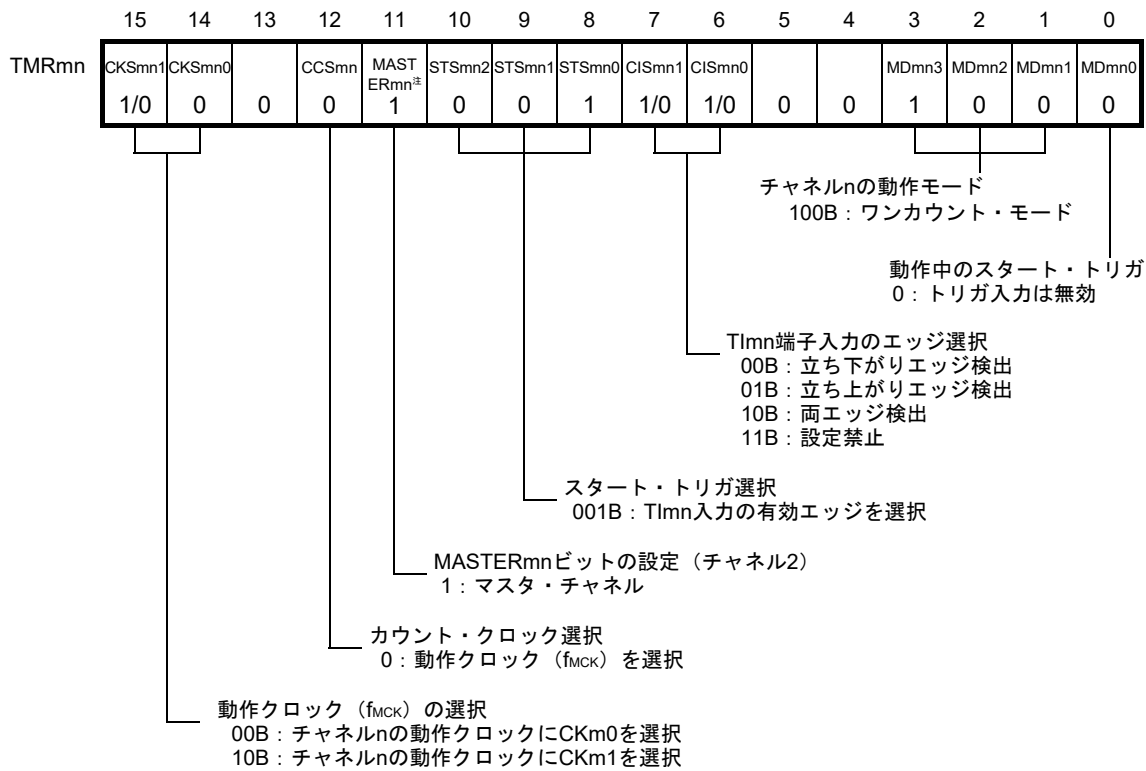 15 14 13 12 11 10 9 8 7 6 5 4 3 2 1 0
TMRmn CKSmn1 CKSmn0 CCSmn MAST ERmn注 STSmn2 STSmn1 STSmn0 CISmn1 CISmn0 MDmn3 MDmn2 MDmn1 MDmn0
1/0 0 0 0 1 0 0 1 1/0 1/0 0 0 1 0 0 0
チャネルnの動作モード
100B：ワンカウント・モード
動作中のスタート・トリガ
0：トリガ入力は無効
TImn端子入力のエッジ選択
00B：立ち下がりエッジ検出
01B：立ち上がりエッジ検出
10B：両エッジ検出
11B：設定禁止
スタート・トリガ選択
001B：TImn入力の有効エッジを選択
MASTERmnビットの設定（チャネル2）
1：マスタ・チャネル
カウント・クロック選択
0：動作クロック（fMCK）を選択
動作クロック（fMCK）の選択
00B：チャネルnの動作クロックにCKm0を選択
10B：チャネルnの動作クロックにCKm1を選択